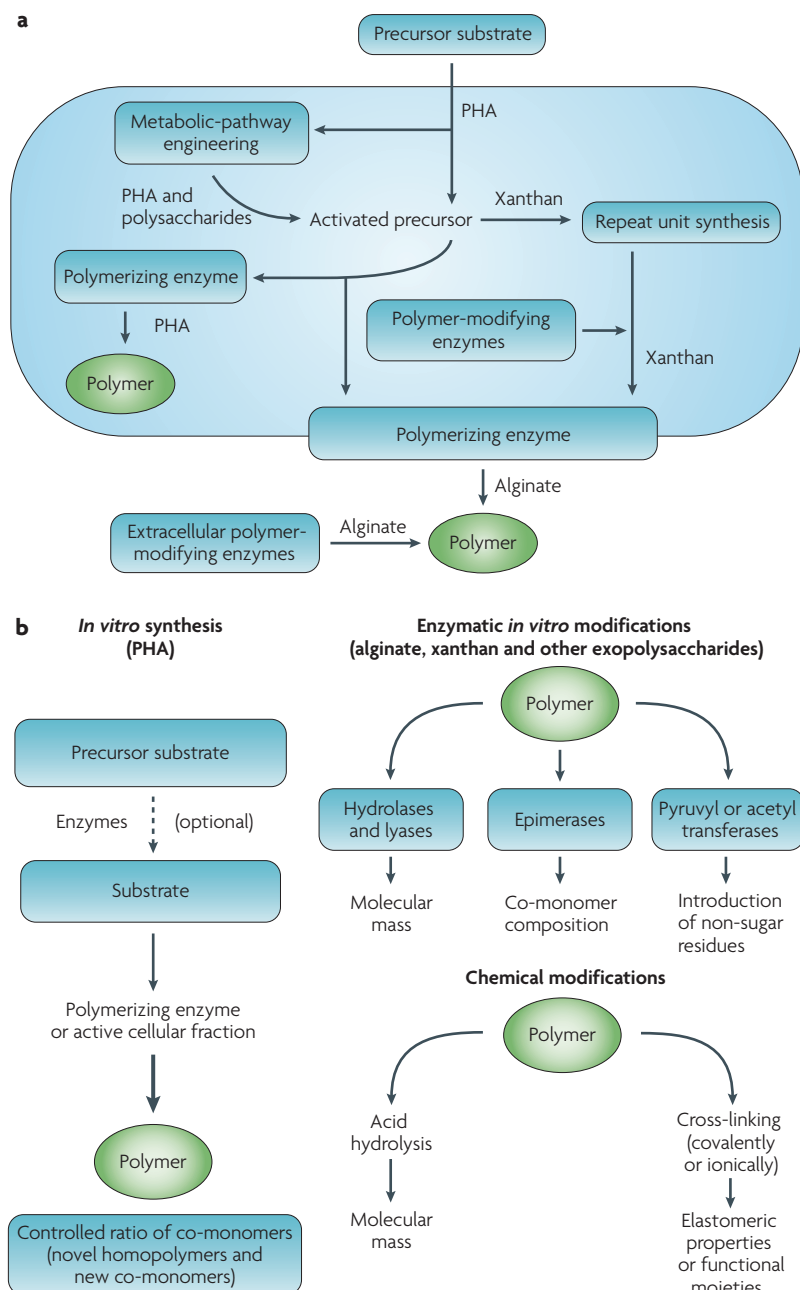 a
Precursor substrate
PHA
Metabolic-pathway
engineering
PHA and
polysaccharides
Activated precursor
Xanthan
Repeat unit synthesis
Polymerizing enzyme
PHA
Polymer
Polymer-modifying
enzymes
Xanthan
Polymerizing enzyme
Alginate
Extracellular polymer-
modifying enzymes
Alginate
Polymer
b
In vitro synthesis
(PHA)
Precursor substrate
Enzymes
(optional)
Substrate
Polymerizing enzyme
or active cellular fraction
Polymer
Controlled ratio of co-monomers
(novel homopolymers and
new co-monomers)
Enzymatic in vitro modifications
(alginate, xanthan and other exopolysaccharides)
Polymer
Hydrolases
and lyases
Epimerases
Pyruvyl or acetyl
transferases
Molecular
mass
Co-monomer
composition
Introduction
of non-sugar
residues
Chemical modifications
Polymer
Acid
hydrolysis
Molecular
mass
Cross-linking
(covalently
or ionically)
Elastomeric
properties
or functional
moieties